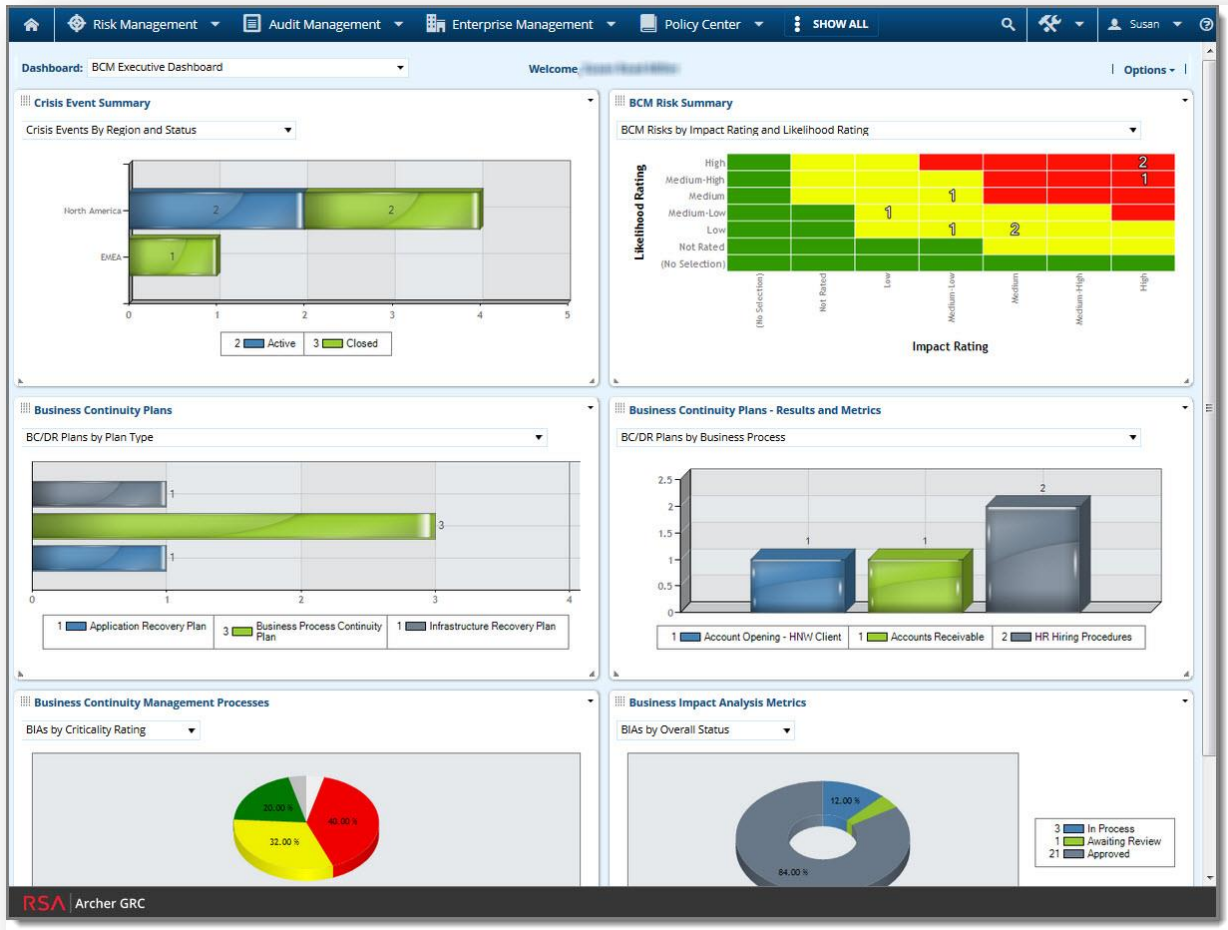 Risk Management Audit Management Enterprise Management Policy Center SHOW ALL Susan
Dashboard: BCM Executive Dashboard Welcome Options
Crisis Event Summary
Crisis Events By Region and Status
North America
2 2
EMEA
1
0 1 2 3 4 5
2 Active 3 Closed
BCM Risk Summary
BCM Risks by Impact Rating and Likelihood Rating
Likelihood Rating
High 2
Medium-High 1
Medium 1
Medium-Low 1
Low 1 2
Not Rated
(No Selection)
(No Selection) Not Rated Low Medium-Low Medium Medium-High High
Impact Rating
Business Continuity Plans
BC/DR Plans by Plan Type
1
3
1
0 1 2 3 4
1 Application Recovery Plan 3 Business Process Continuity Plan 1 Infrastructure Recovery Plan
Business Continuity Plans - Results and Metrics
BC/DR Plans by Business Process
2.5
2
1.5
1
0.5
0
1 1 2
1 Account Opening - HNW Client 1 Accounts Receivable 2 HR Hiring Procedures
Business Continuity Management Processes
BIAs by Criticality Rating
20.00 %
40.00 %
32.00 %
Business Impact Analysis Metrics
BIAs by Overall Status
12.00 %
84.00 %
3 In Process
1 Awaiting Review
21 Approved
RSA Archer GRC